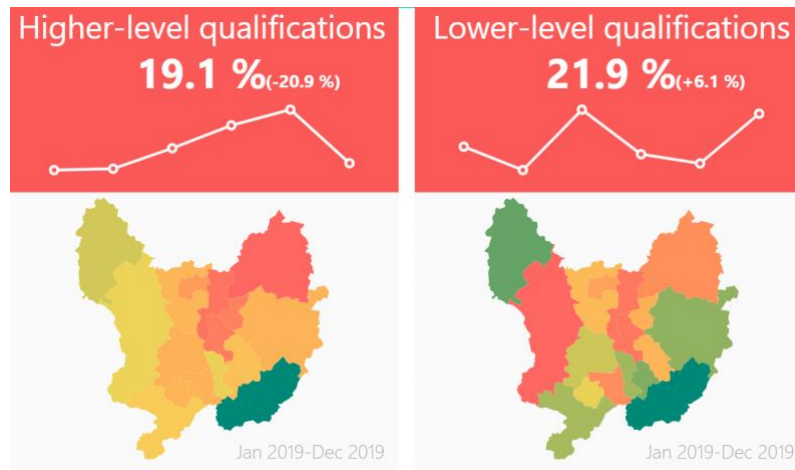 Higher-level qualifications
19.1 %(-20.9 %)
Jan 2019-Dec 2019
Lower-level qualifications
21.9 %(+6.1 %)
Jan 2019-Dec 2019